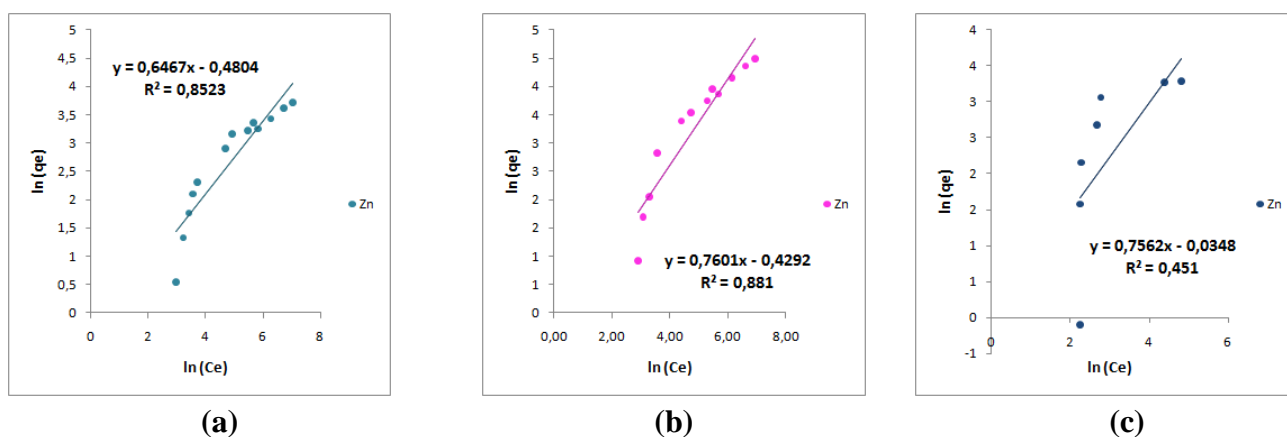 5
4,5
4
3,5
3
2,5
2
1,5
1
0,5
0
0
2
4
6
8
ln (qe)
ln (Ce)
y = 0,6467x - 0,4804
R² = 0,8523
Zn
(a)
5
5
4
4
3
3
2
2
1
1
0
0,00
2,00
4,00
6,00
8,00
ln (qe)
ln (Ce)
y = 0,7601x - 0,4292
R² = 0,881
Zn
(b)
4
4
3
3
2
2
1
1
0
-1
0
2
4
6
ln (qe)
ln (Ce)
y = 0,7562x - 0,0348
R² = 0,451
Zn
(c)